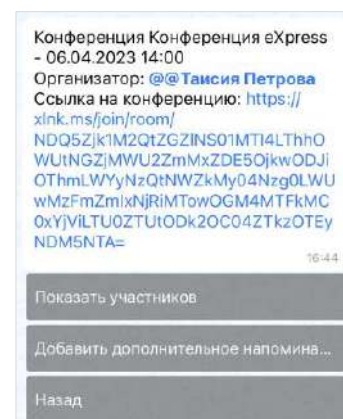 Конференция Конференция eXpress
- 06.04.2023 14:00
Организатор: @@Таисия Петрова
Ссылка на конференцию: https://
xlnk.ms/join/room/
NDQ5Zjk1M2QtZGZlNS01MTI4LThhO
WUtNGZjMWU2ZmMxZDE5OjkwODJi
OThmLWYyNzQtNWZkMy04Nzg0LWU
wMzFmZmIxNjRiMTowOGM4MTFkMC
0xYjViLTU0ZTUtODk2OC04ZTkzOTEy
NDM5NTA=
16:44
Показать участников
Добавить дополнительное напомина...
Назад